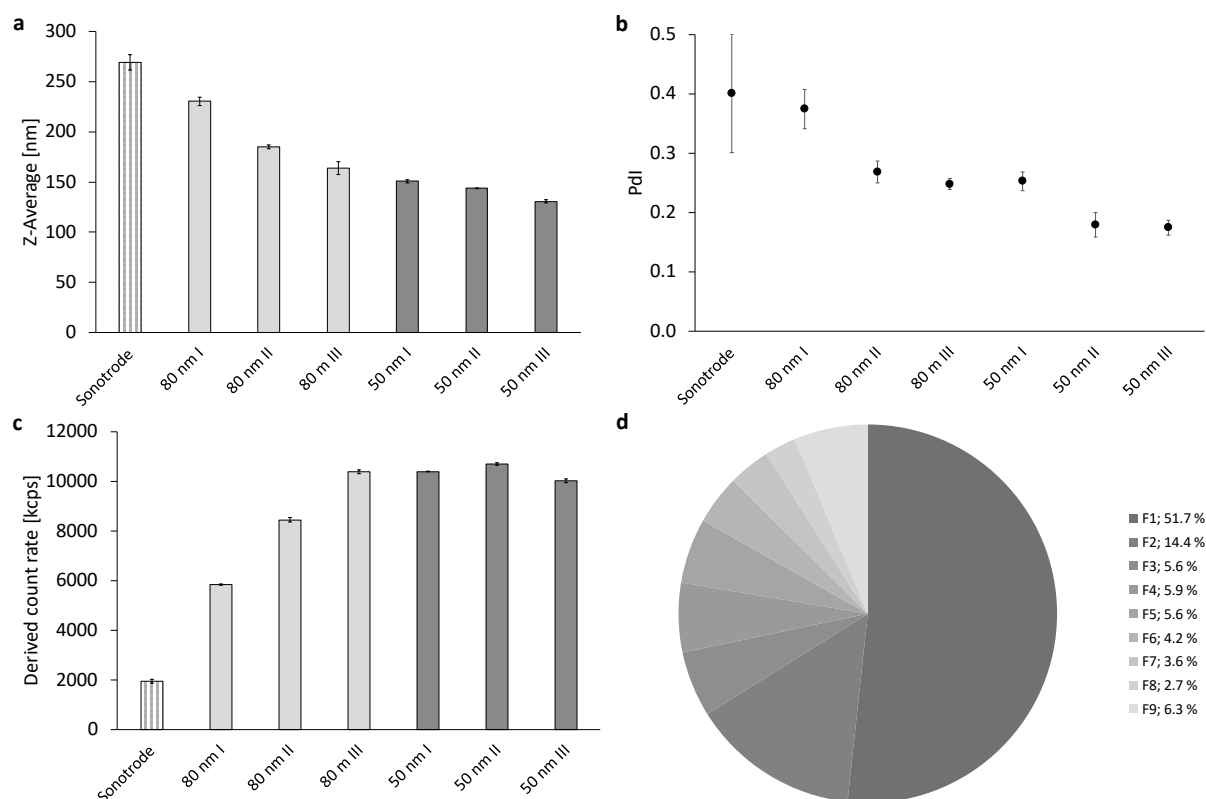 a
300
250
200
150
100
50
0
Z-Average [nm]
Sonotrode
80 nm I
80 nm II
80 m III
50 nm I
50 nm II
50 nm III
b
0.5
0.4
0.3
0.2
0.1
0.0
PdI
Sonotrode
80 nm I
80 nm II
80 m III
50 nm I
50 nm II
50 nm III
c
12000
10000
8000
6000
4000
2000
0
Derived count rate [kcps]
Sonotrode
80 nm I
80 nm II
80 m III
50 nm I
50 nm II
50 nm III
d
F1; 51.7 %
F2; 14.4 %
F3; 5.6 %
F4; 5.9 %
F5; 5.6 %
F6; 4.2 %
F7; 3.6 %
F8; 2.7 %
F9; 6.3 %